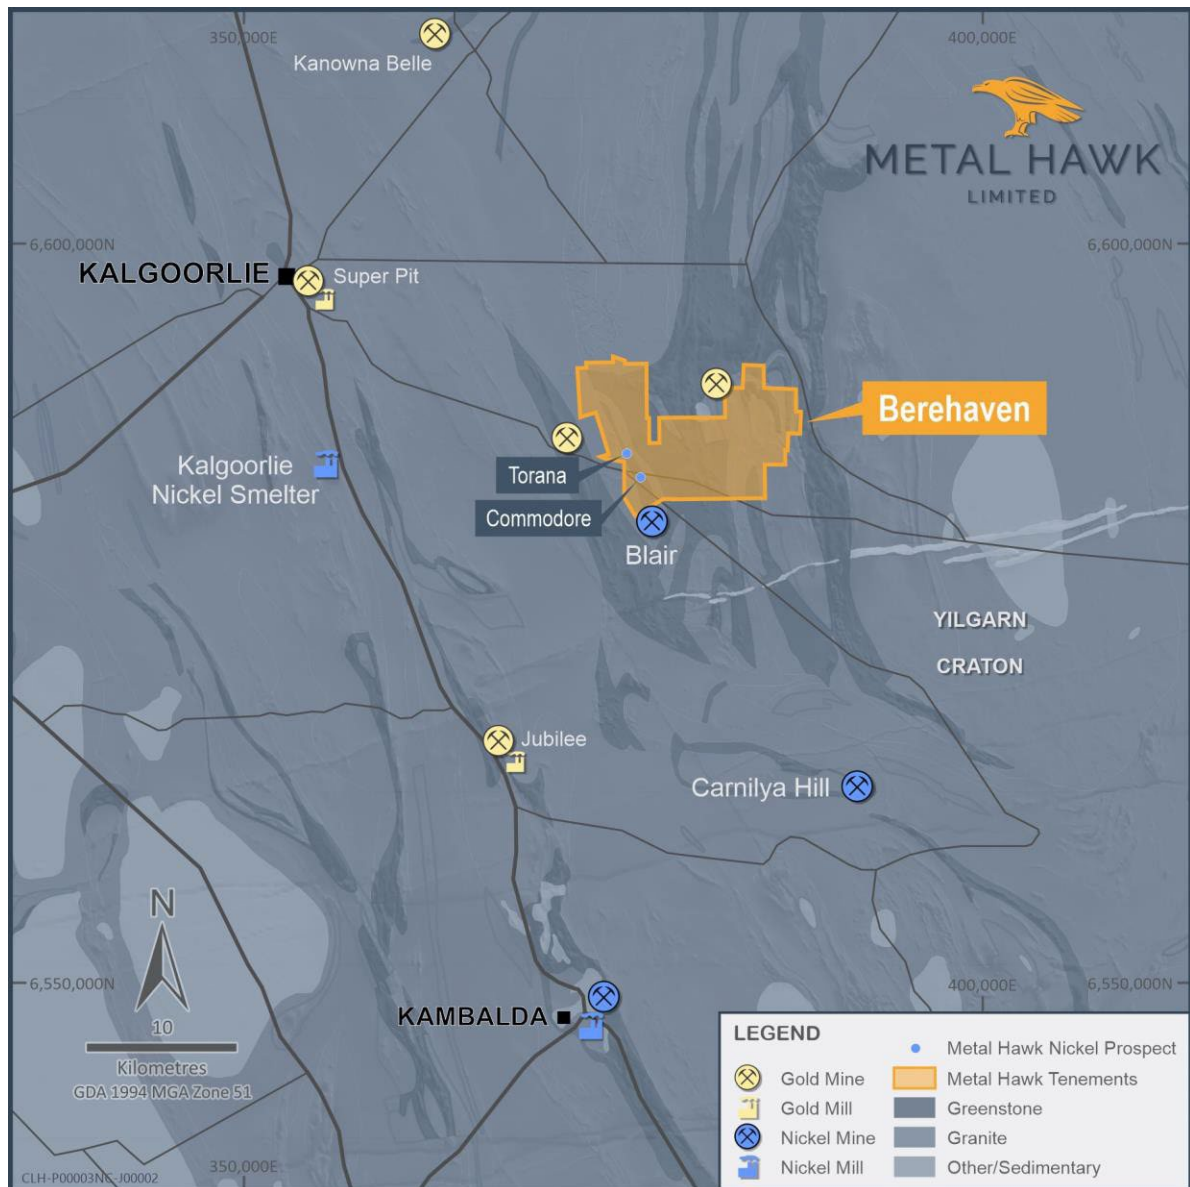 350,000E
400,000E
Kanowna Belle
METAL HAWK
LIMITED
6,600,000N
6,600,000N
KALGOORLIE
Super Pit
Berehaven
Kalgoorlie
Nickel Smelter
Torana
Commodore
Blair
YILGARN
CRATON
Jubilee
Carnilya Hill
N
6,550,000N
400,000E
6,550,000N
KAMBALDA
10
Kilometres
GDA 1994 MGA Zone 51
350,000E
CLH-P00003NC-J00002
LEGEND
Gold Mine
Gold Mill
Nickel Mine
Nickel Mill
Metal Hawk Nickel Prospect
Metal Hawk Tenements
Greenstone
Granite
Other/Sedimentary